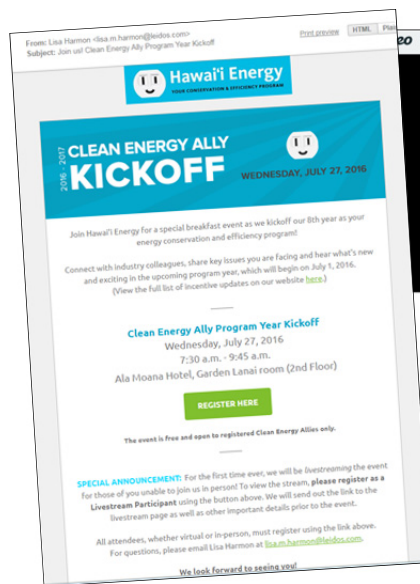 From: Lisa Harmon <lisa.m.harmon@leidos.com>
Subject: Join us! Clean Energy Ally Program Year Kickoff
Print preview
HTML
Hawai'i Energy
YOUR CONSERVATION & EFFICIENCY PROGRAM
2016 - 2017
CLEAN ENERGY ALLY
KICKOFF
WEDNESDAY, JULY 27, 2016
Join Hawai'i Energy for a special breakfast event as we kickoff our 8th year as your
energy conservation and efficiency program!
Connect with industry colleagues, share key issues you are facing and hear what's new
and exciting in the upcoming program year, which will begin on July 1, 2016.
(View the full list of incentive updates on our website here.)
Clean Energy Ally Program Year Kickoff
Wednesday, July 27, 2016
7:30 a.m. - 9:45 a.m.
Ala Moana Hotel, Garden Lanai room (2nd Floor)
REGISTER HERE
The event is free and open to registered Clean Energy Allies only.
SPECIAL ANNOUNCEMENT: For the first time ever, we will be livestreaming the event
for those of you unable to join us in person! To view the stream, please register as a
Livestream Participant using the button above. We will send out the link to the
livestream page as well as other important details prior to the event.
All attendees, whether virtual or in-person, must register using the link above.
For questions, please email Lisa Harmon at lisa.m.harmon@leidos.com.
We look forward to seeing you!